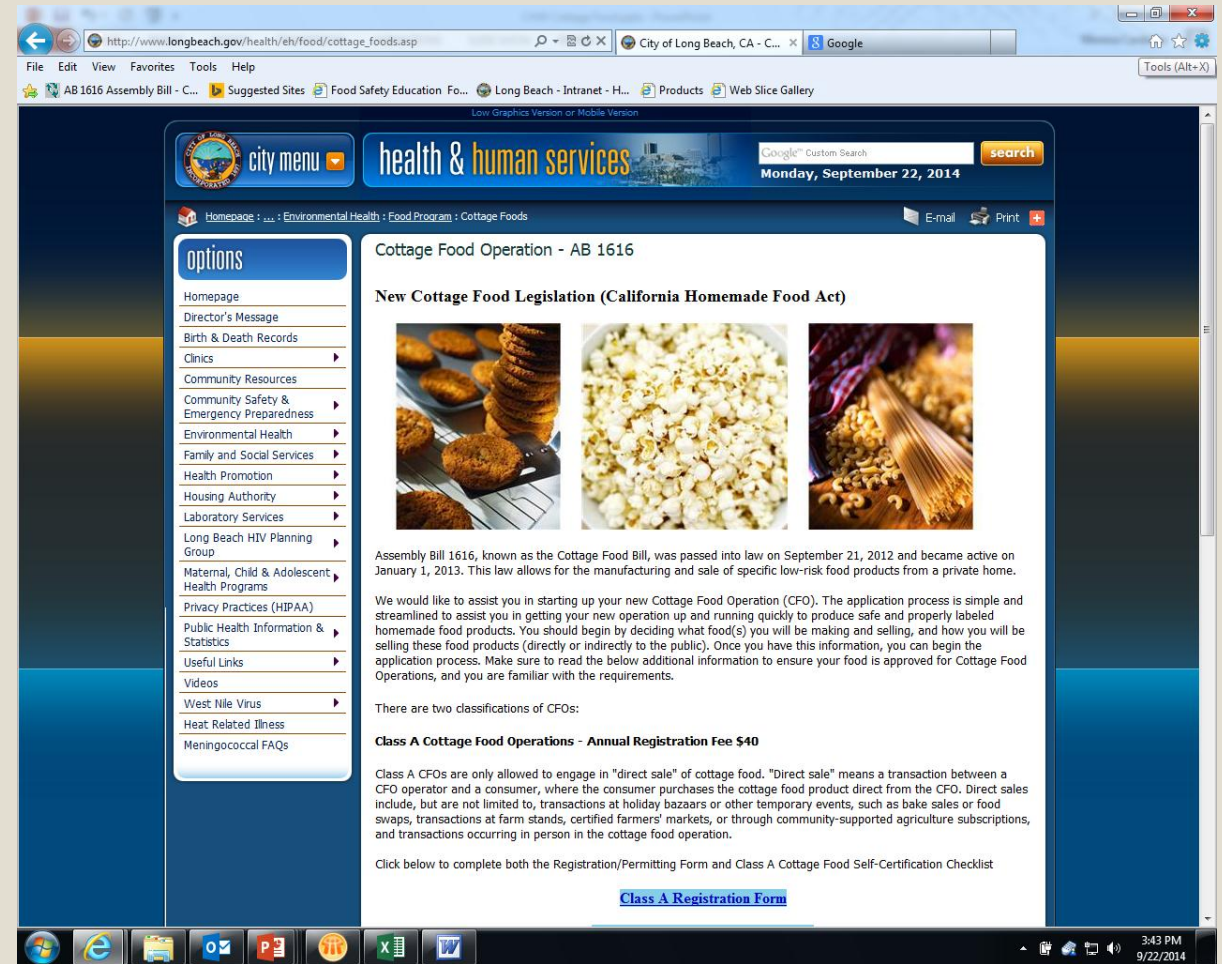 http://www.longbeach.gov/health/eh/food/cottage_foods.asp
City of Long Beach, CA - C...
Google
File Edit View Favorites Tools Help
Tools (Alt+X)
AB 1616 Assembly Bill - C... Suggested Sites Food Safety Education Fo... Long Beach - Intranet - H... Products Web Slice Gallery
Low Graphics Version or Mobile Version
city menu
health & human services
Google™ Custom Search
search
Monday, September 22, 2014
Homepage : ... : Environmental Health : Food Program : Cottage Foods
E-mail Print
options
Homepage
Director's Message
Birth & Death Records
Clinics
Community Resources
Community Safety &
Emergency Preparedness
Environmental Health
Family and Social Services
Health Promotion
Housing Authority
Laboratory Services
Long Beach HIV Planning
Group
Maternal, Child & Adolescent
Health Programs
Privacy Practices (HIPAA)
Public Health Information &
Statistics
Useful Links
Videos
West Nile Virus
Heat Related Illness
Meningococcal FAQs
Cottage Food Operation - AB 1616
New Cottage Food Legislation (California Homemade Food Act)
Assembly Bill 1616, known as the Cottage Food Bill, was passed into law on September 21, 2012 and became active on
January 1, 2013. This law allows for the manufacturing and sale of specific low-risk food products from a private home.
We would like to assist you in starting up your new Cottage Food Operation (CFO). The application process is simple and
streamlined to assist you in getting your new operation up and running quickly to produce safe and properly labeled
homemade food products. You should begin by deciding what food(s) you will be making and selling, and how you will be
selling these food products (directly or indirectly to the public). Once you have this information, you can begin the
application process. Make sure to read the below additional information to ensure your food is approved for Cottage Food
Operations, and you are familiar with the requirements.
There are two classifications of CFOs:
Class A Cottage Food Operations - Annual Registration Fee $40
Class A CFOs are only allowed to engage in "direct sale" of cottage food. "Direct sale" means a transaction between a
CFO operator and a consumer, where the consumer purchases the cottage food product direct from the CFO. Direct sales
include, but are not limited to, transactions at holiday bazaars or other temporary events, such as bake sales or food
swaps, transactions at farm stands, certified farmers' markets, or through community-supported agriculture subscriptions,
and transactions occurring in person in the cottage food operation.
Click below to complete both the Registration/Permitting Form and Class A Cottage Food Self-Certification Checklist
Class A Registration Form
3:43 PM
9/22/2014